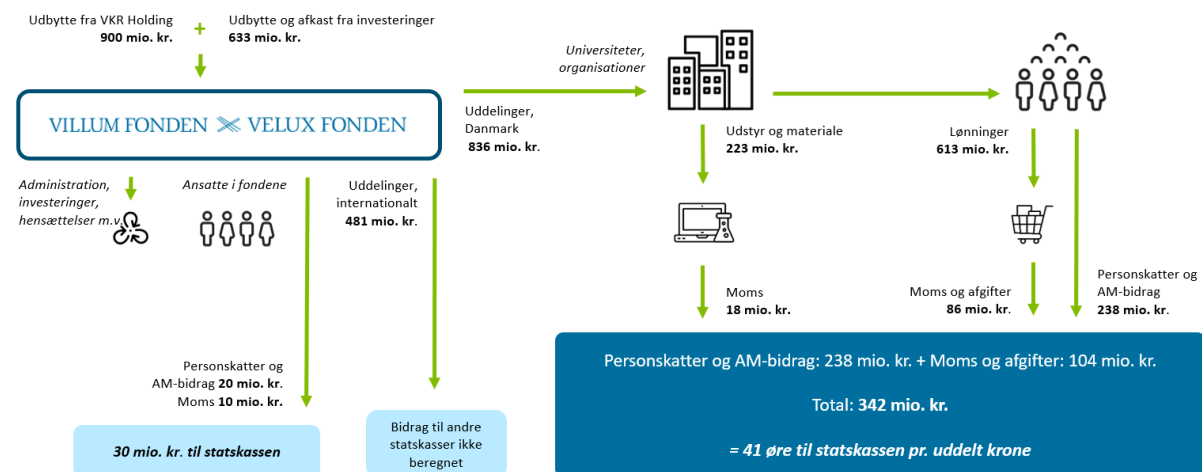 Udbytte fra VKR Holding
900 mio. kr.
+
Udbytte og afkast fra investeringer
633 mio. kr.
VILLUM FONDEN
VELUX FONDEN
Uddelinger,
Danmark
836 mio. kr.
Universiteter,
organisationer
Udstyr og materiale
223 mio. kr.
Lønninger
613 mio. kr.
Administration,
investeringer,
hensættelser m.v.
Ansatte i fondene
Uddelinger,
internationalt
481 mio. kr.
Moms
18 mio. kr.
Moms og afgifter
86 mio. kr.
Personskatter og
AM-bidrag
238 mio. kr.
Personskatter og
AM-bidrag 20 mio. kr.
Moms 10 mio. kr.
30 mio. kr. til statskassen
Bidrag til andre
statskasser ikke
beregnet
Personskatter og AM-bidrag: 238 mio. kr. + Moms og afgifter: 104 mio. kr.
Total: 342 mio. kr.
= 41 øre til statskassen pr. uddelt krone